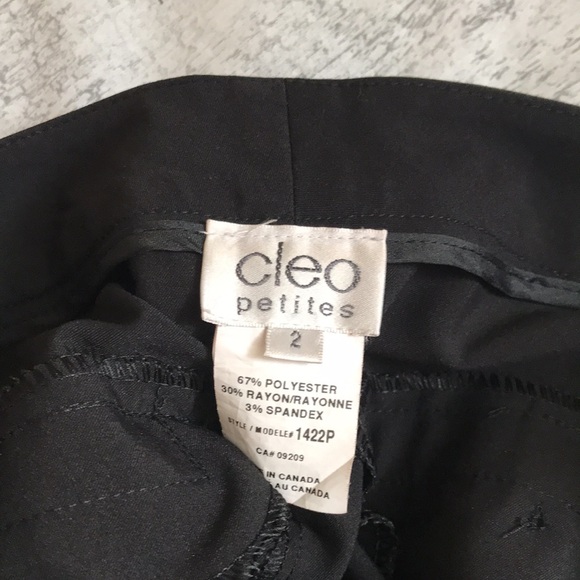 cleo
petites
2
67% POLYESTER
30% RAYON/RAYONNE
3% SPANDEX
STYLE / MODELE# 1422P
CA# 09209
IN CANADA
AU CANADA